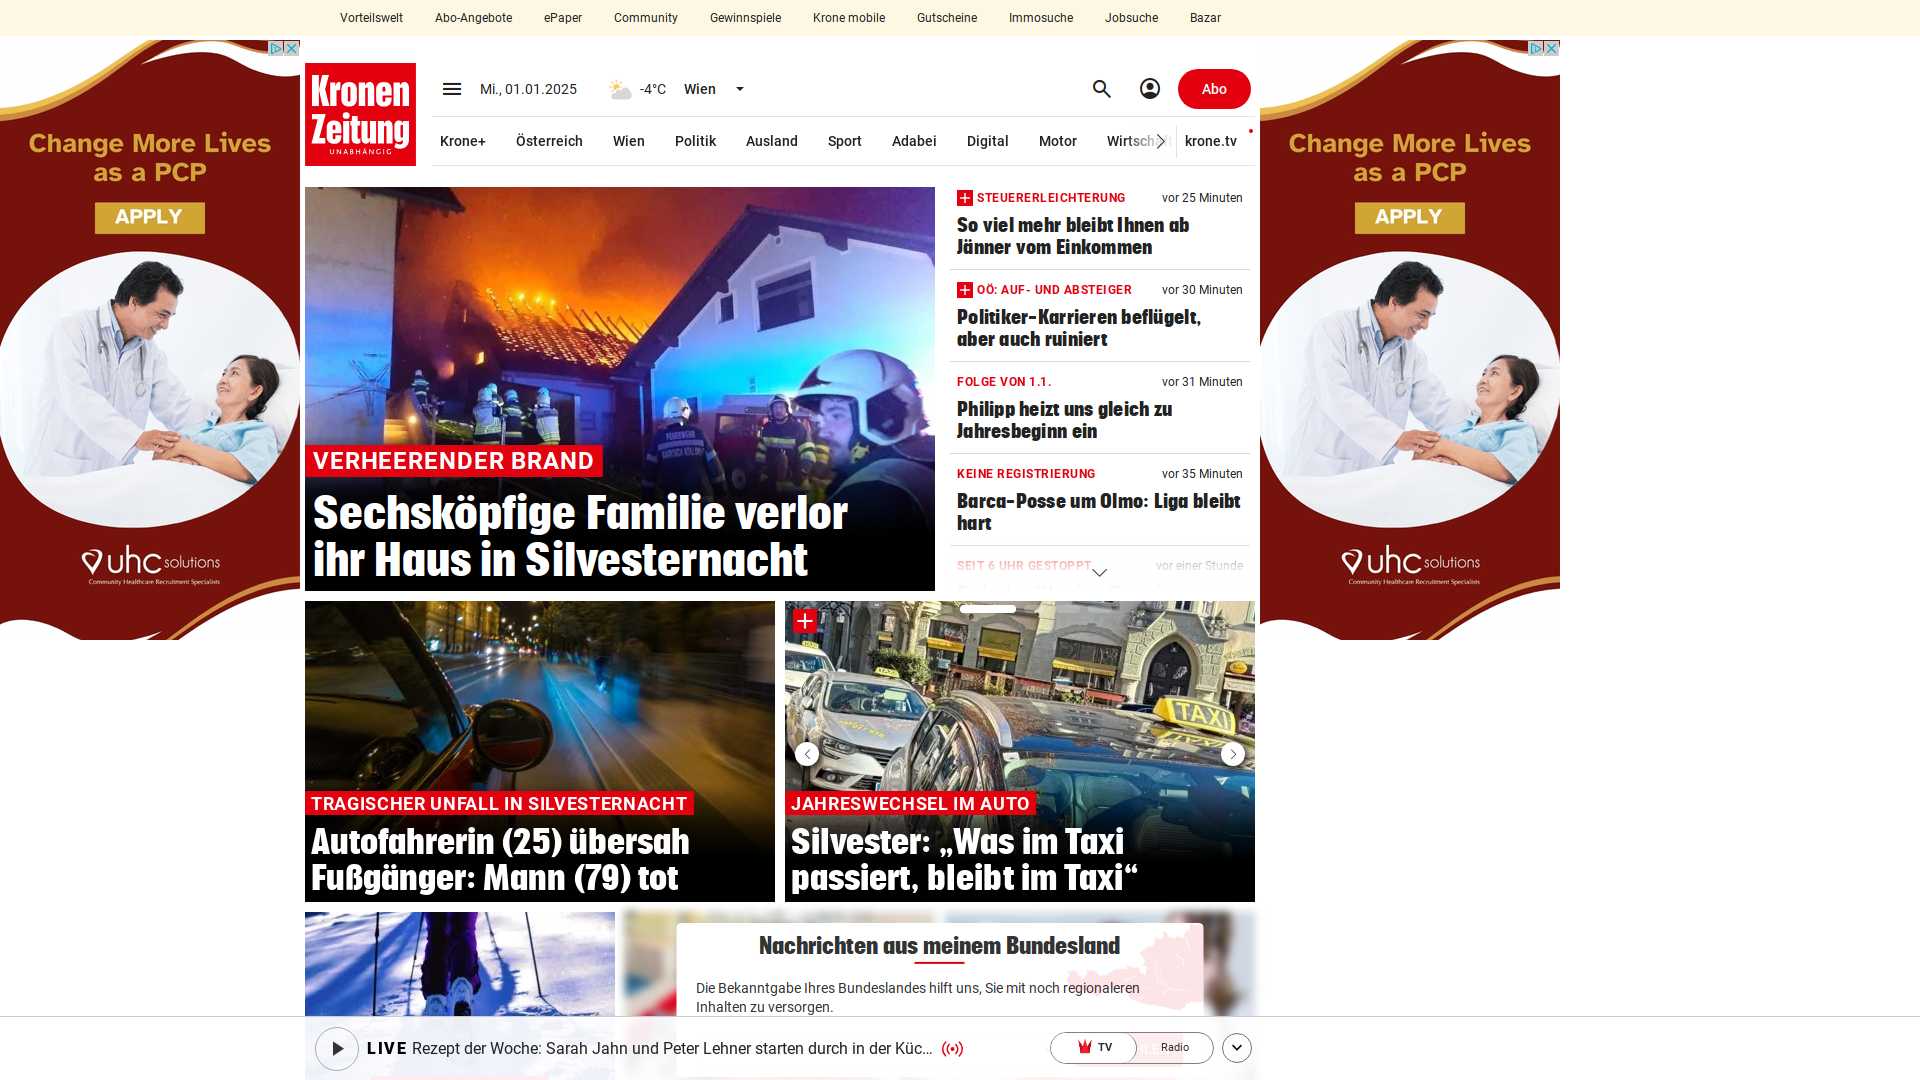 Vorteilswelt Abo-Angebote ePaper Community Gewinnspiele Krone mobile Gutscheine Immosuche Jobsuche Bazar
Kronen
Zeitung
UNABHÄNGIG
Mi., 01.01.2025 -4°C Wien
Abo
Krone+ Österreich Wien Politik Ausland Sport Adabei Digital Motor Wirtschaft krone.tv
Change More Lives
as a PCP
APPLY
uhc solutions
Community Healthcare Recruitment Specialists
VERHEERENDER BRAND
Sechsköpfige Familie verlor
ihr Haus in Silvesternacht
STEUERERLEICHTERUNG vor 25 Minuten
So viel mehr bleibt Ihnen ab
Jänner vom Einkommen
OÖ: AUF- UND ABSTEIGER vor 30 Minuten
Politiker-Karrieren beflügelt,
aber auch ruiniert
FOLGE VON 1.1. vor 31 Minuten
Philipp heizt uns gleich zu
Jahresbeginn ein
KEINE REGISTRIERUNG vor 35 Minuten
Barca-Posse um Olmo: Liga bleibt
hart
SEIT 6 UHR GESTOPPT vor einer Stunde
Change More Lives
as a PCP
APPLY
uhc solutions
Community Healthcare Recruitment Specialists
TRAGISCHER UNFALL IN SILVESTERNACHT
Autofahrerin (25) übersah
Fußgänger: Mann (79) tot
TAXI
JAHRESWECHSEL IM AUTO
Silvester: „Was im Taxi
passiert, bleibt im Taxi“
Nachrichten aus meinem Bundesland
Die Bekanntgabe Ihres Bundeslandes hilft uns, Sie mit noch regionaleren
Inhalten zu versorgen.
LIVE Rezept der Woche: Sarah Jahn und Peter Lehner starten durch in der Küc...
TV Radio